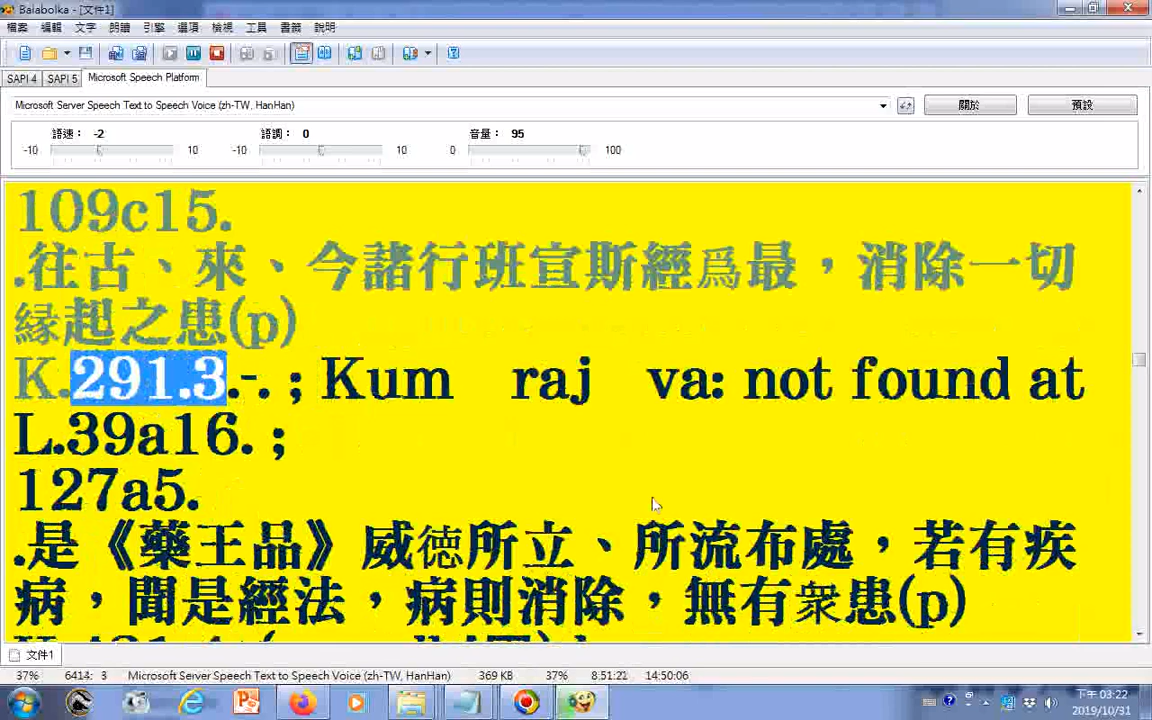 Balabolka - [文件1]
檔案 編輯 文字 朗讀 引擎 選項 檢視 工具 書籤 說明
SAPI 4 SAPI 5 Microsoft Speech Platform
Microsoft Server Speech Text to Speech Voice (zh-TW, HanHan) 關於 預設
語速： -2 語調： 0 音量： 95
-10 10 -10 10 0 100
109c15.
.往古、來、今諸行班宣斯經爲最，消除一切
縁起之患(p)
K.291.3.-. ; Kum raj va: not found at
L.39a16. ;
127a5.
.是《藥王品》威徳所立、所流布處，若有疾
病，聞是經法，病則消除，無有衆患(p)
文件1
37% 6414: 3 Microsoft Server Speech Text to Speech Voice (zh-TW, HanHan) 369 KB 37% 8:51:21 14:50:06
下午 03:22
2019/10/31